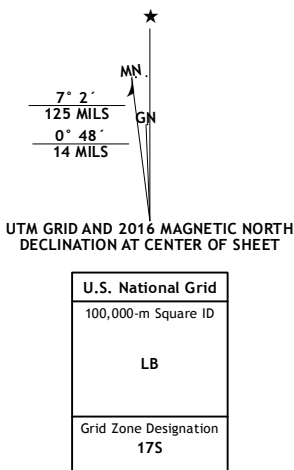 ★
MN
7° 2´
125 MILS
GN
0° 48´
14 MILS
UTM GRID AND 2016 MAGNETIC NORTH
DECLINATION AT CENTER OF SHEET
U.S. National Grid
100,000-m Square ID
LB
Grid Zone Designation
17S